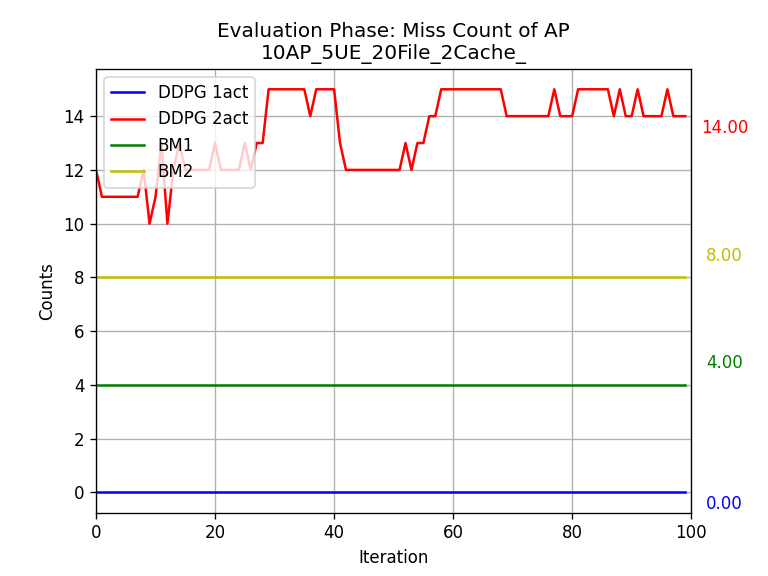 Evaluation Phase: Miss Count of AP
10AP_5UE_20File_2Cache_
DDPG 1act
DDPG 2act
BM1
BM2
14
12
10
8
6
4
2
0
Counts
0 20 40 60 80 100
Iteration
14.00
8.00
4.00
0.00